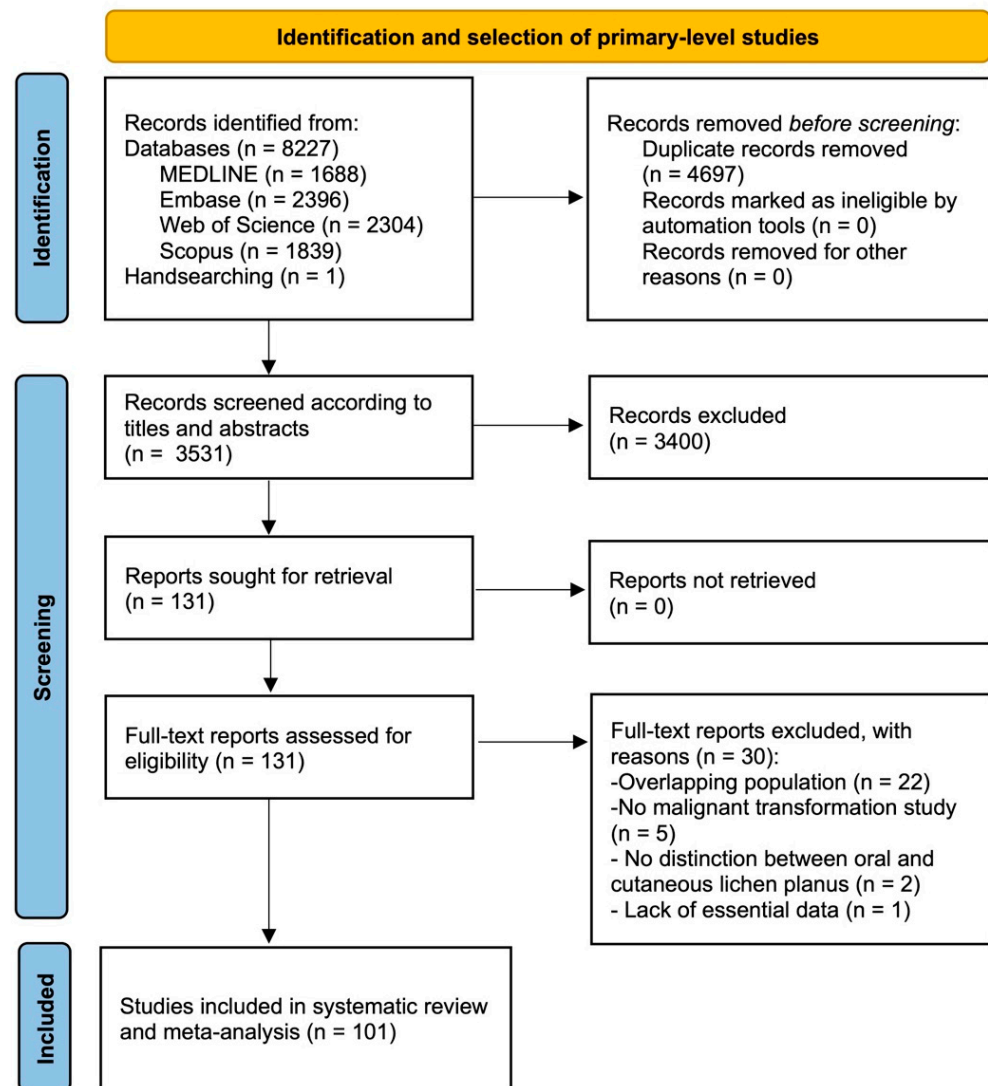 Identification and selection of primary-level studies
Identification
Records identified from:
Databases (n = 8227)
MEDLINE (n = 1688)
Embase (n = 2396)
Web of Science (n = 2304)
Scopus (n = 1839)
Handsearching (n = 1)
Records removed before screening:
Duplicate records removed
(n = 4697)
Records marked as ineligible by
automation tools (n = 0)
Records removed for other
reasons (n = 0)
Screening
Records screened according to
titles and abstracts
(n = 3531)
Records excluded
(n = 3400)
Reports sought for retrieval
(n = 131)
Reports not retrieved
(n = 0)
Full-text reports assessed for
eligibility (n = 131)
Full-text reports excluded, with
reasons (n = 30):
-Overlapping population (n = 22)
-No malignant transformation study
(n = 5)
- No distinction between oral and
cutaneous lichen planus (n = 2)
- Lack of essential data (n = 1)
Included
Studies included in systematic review
and meta-analysis (n = 101)